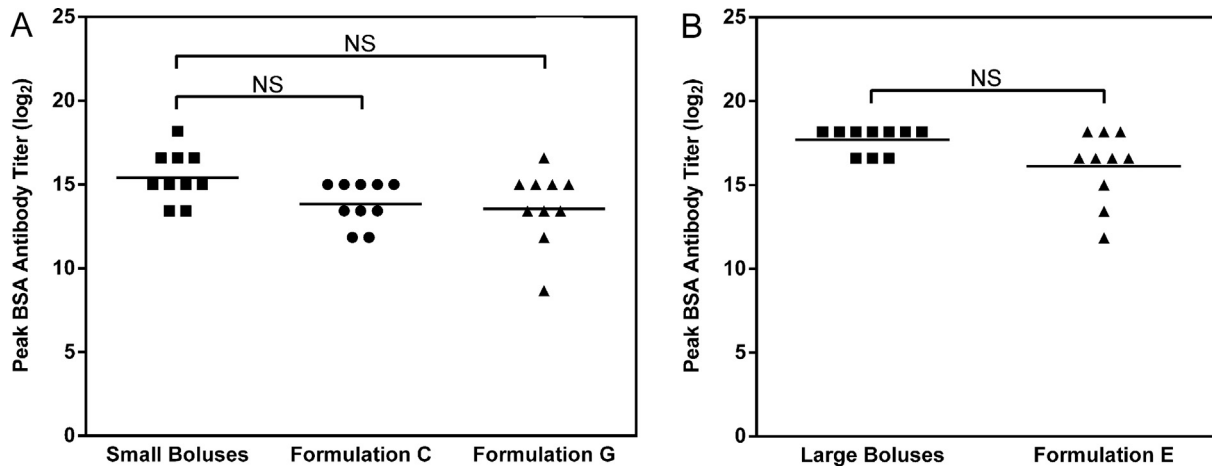 A
Peak BSA Antibody Titer (log₂)
25
20
15
10
5
0
NS
NS
Small Boluses
Formulation C
Formulation G
B
Peak BSA Antibody Titer (log₂)
25
20
15
10
5
0
NS
Large Boluses
Formulation E